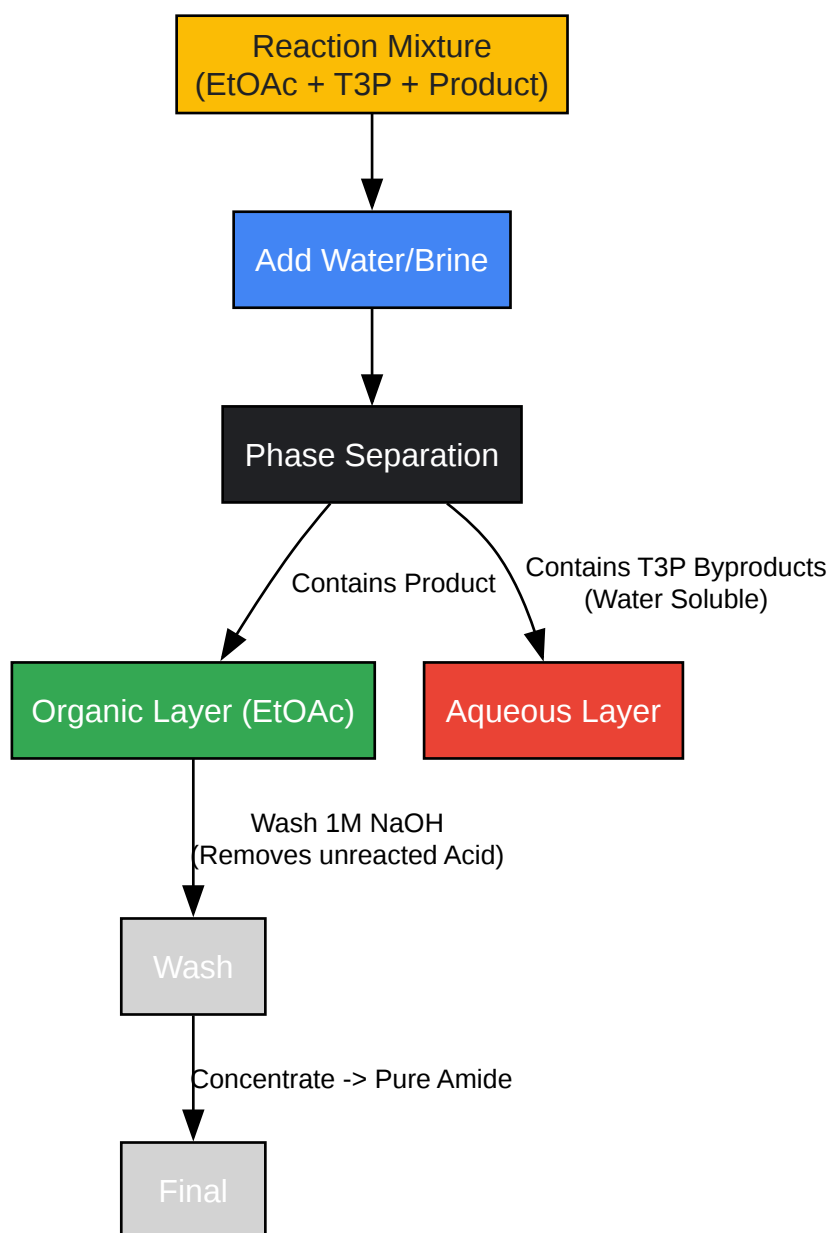 Reaction Mixture
(EtOAc + T3P + Product)
Add Water/Brine
Phase Separation
Contains Product
Contains T3P Byproducts
(Water Soluble)
Organic Layer (EtOAc)
Aqueous Layer
Wash 1M NaOH
(Removes unreacted Acid)
Wash
Concentrate -> Pure Amide
Final